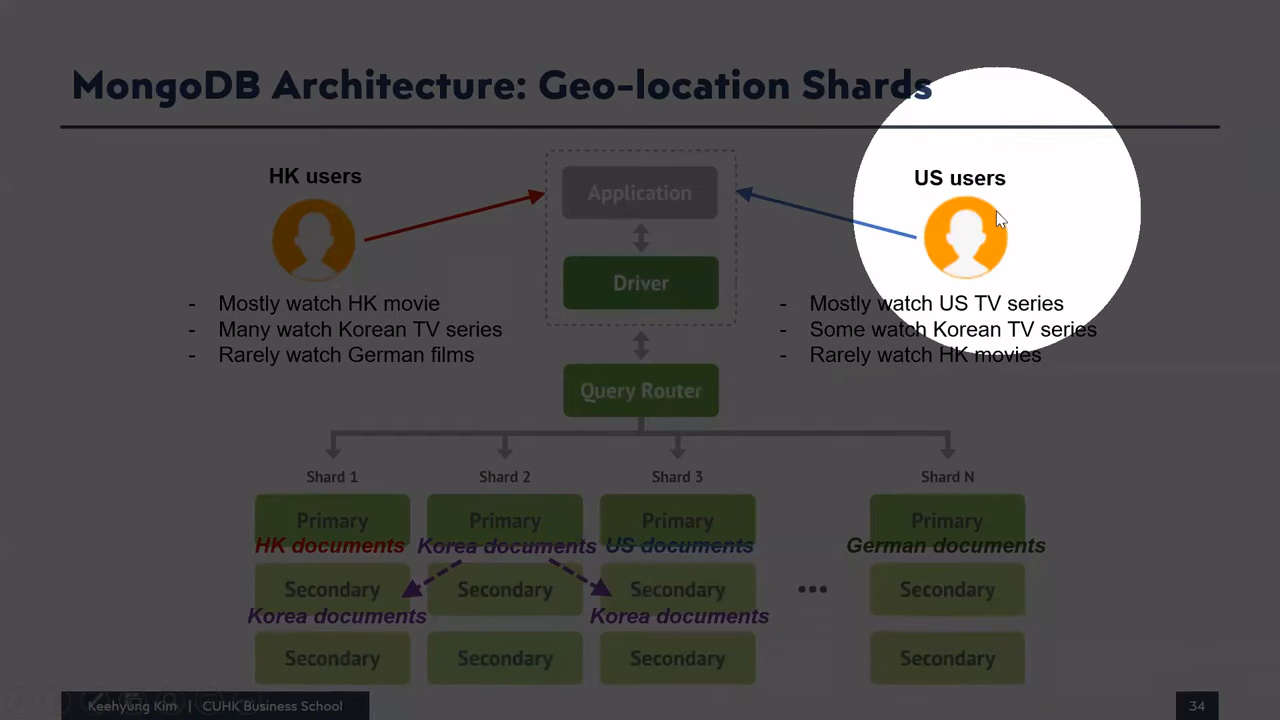 MongoDB Architecture: Geo-location Shards
HK users
Application
US users
Driver
- Mostly watch HK movie
- Many watch Korean TV series
- Rarely watch German films
- Mostly watch US TV series
- Some watch Korean TV series
- Rarely watch HK movies
Query Router
Shard 1
Shard 2
Shard 3
Shard N
Primary
Primary
Primary
Primary
HK documents
Korea documents
US documents
German documents
Secondary
Secondary
Secondary
•••
Secondary
Korea documents
Korea documents
Secondary
Secondary
Secondary
Secondary
Keehyung Kim | CUHK Business School
34